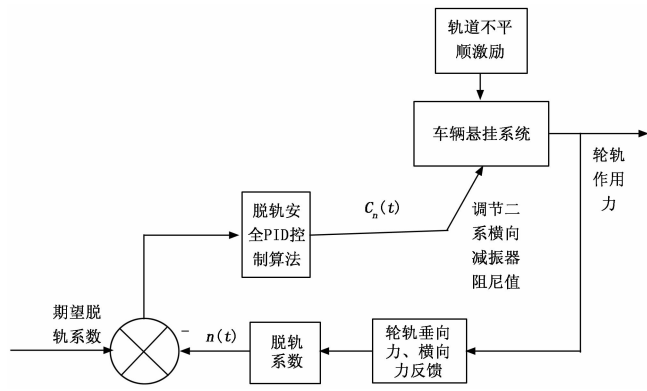 轨道不平
顺激励
车辆悬挂系统
轮轨
作用
力
脱轨安
全PID控
制算法
Cn(t)
调节二
系横向
减振器
阻尼值
期望脱
轨系数
-
n(t)
脱轨
系数
轮轨垂向
力、横向
力反馈